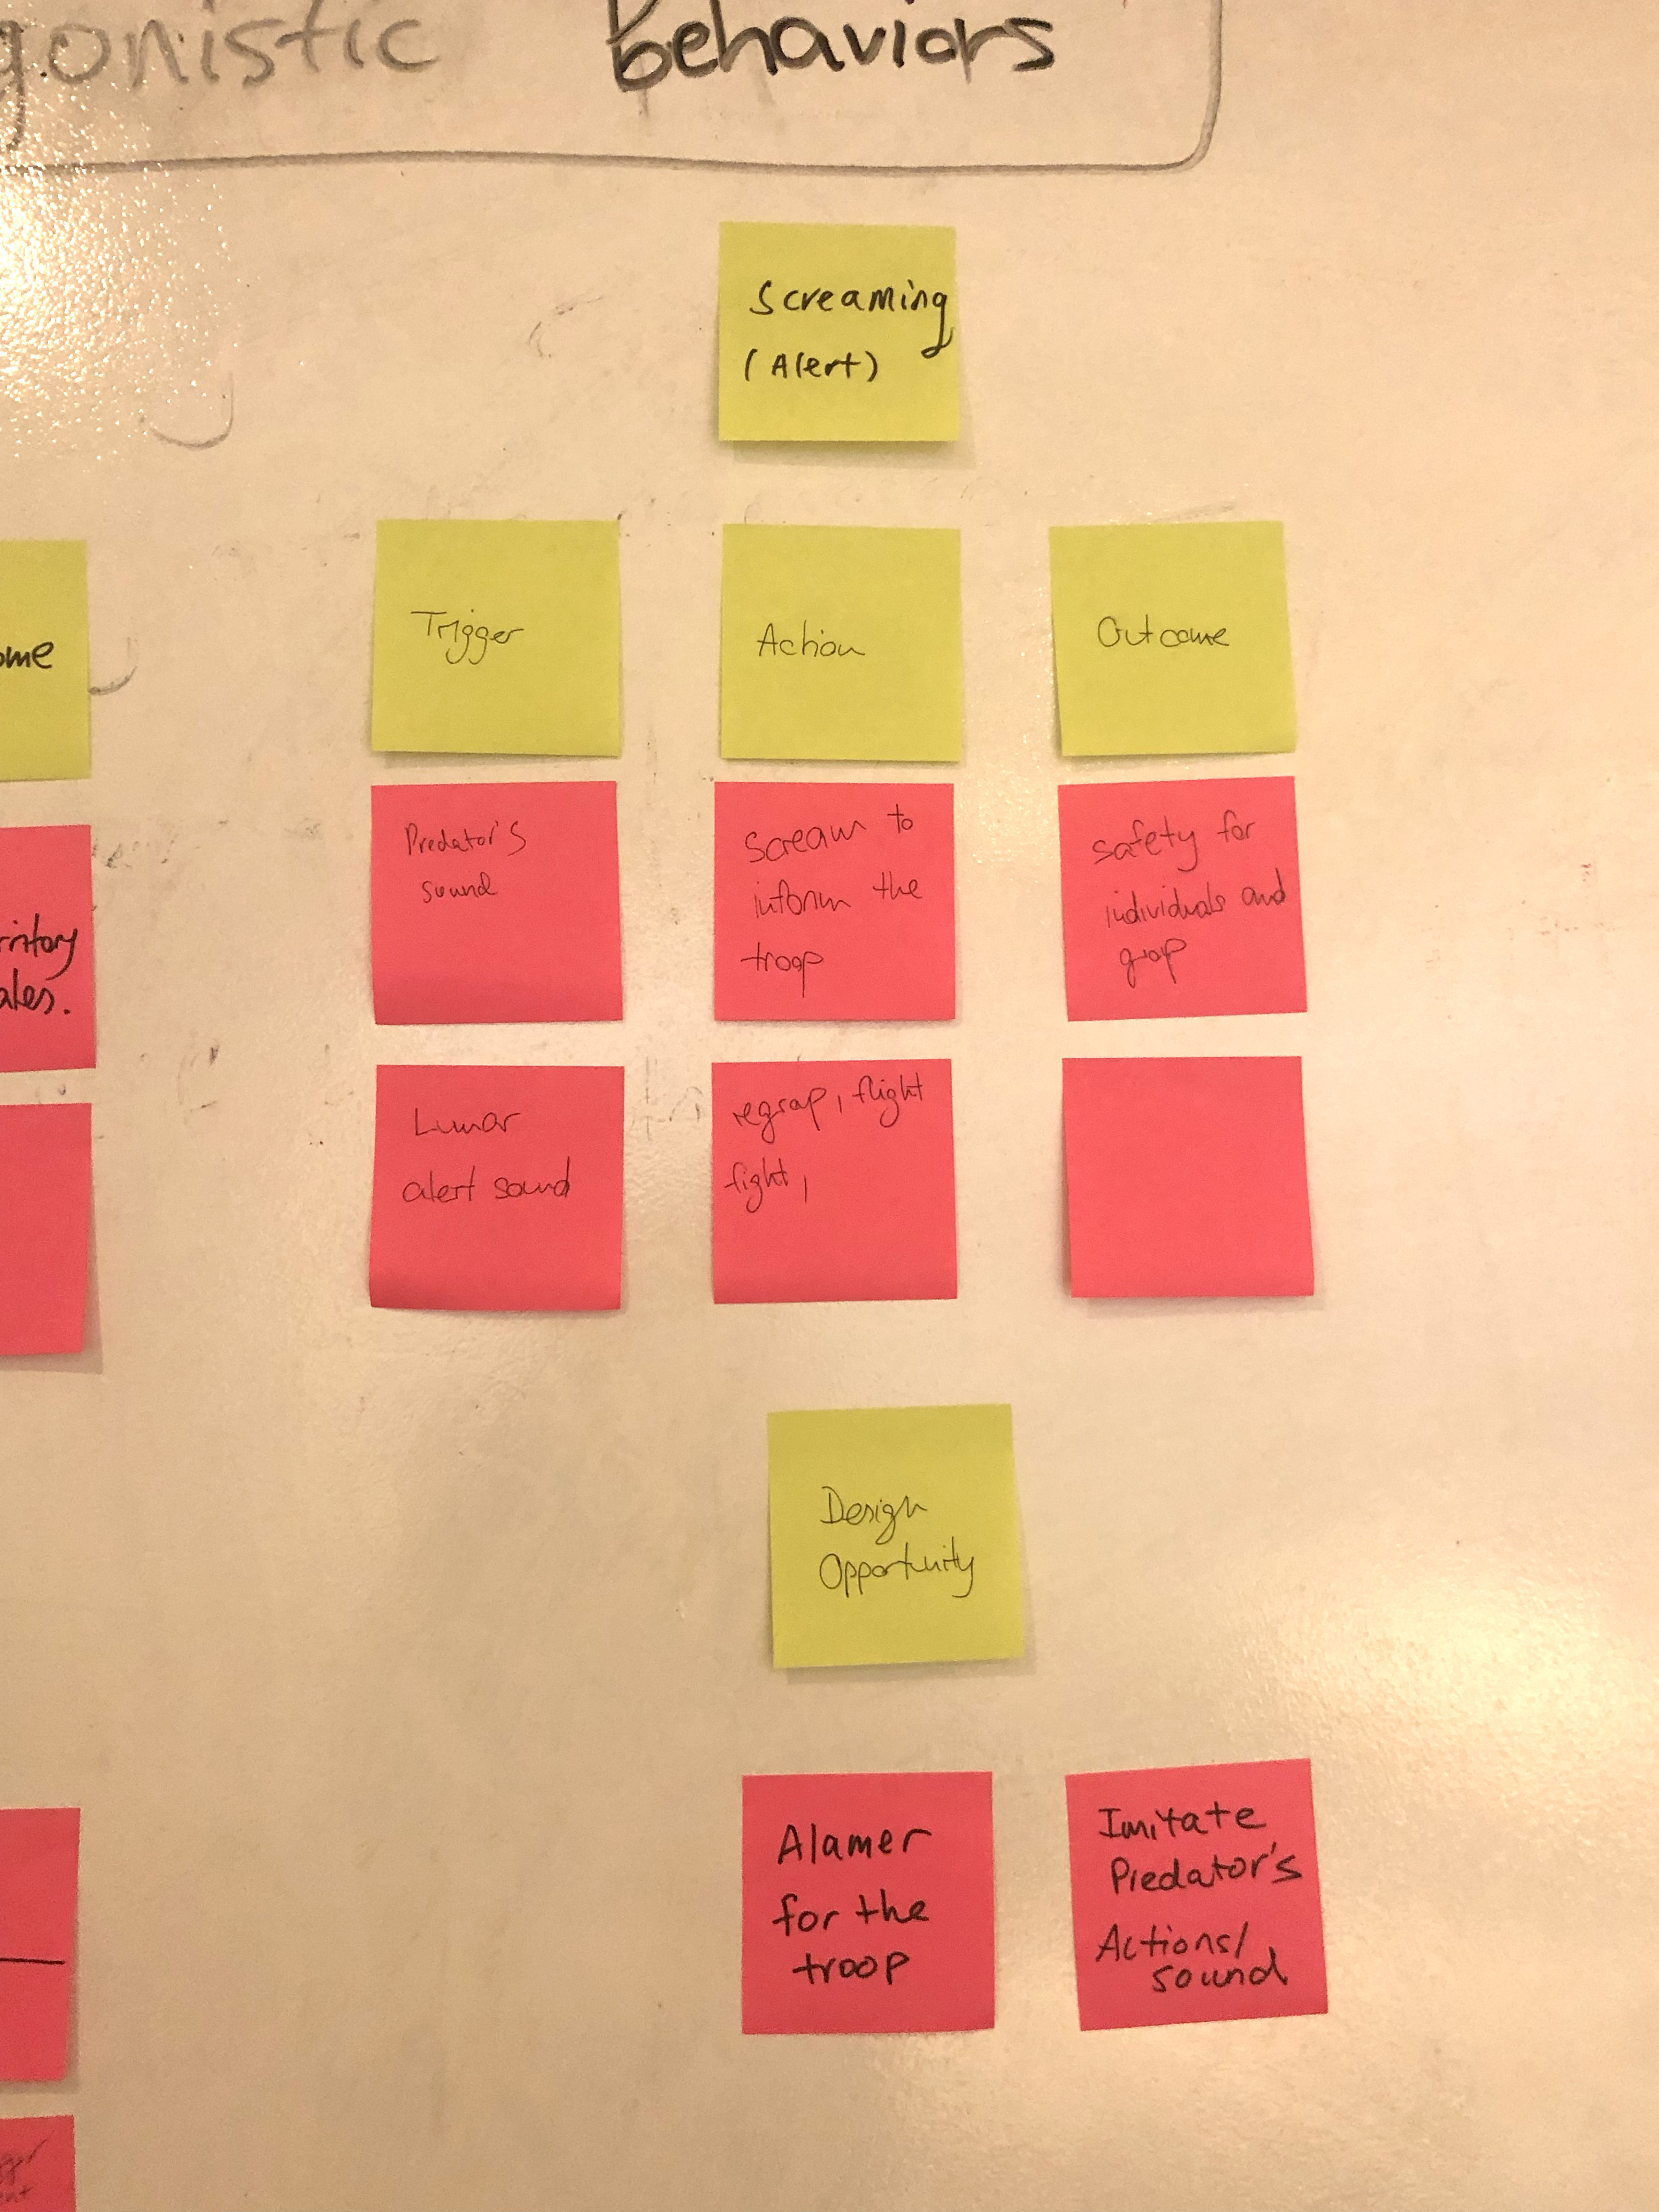 gonistic Behaviors
Screaming
(Alert)
ome
Trigger
Action
Outcome
rritory
ales.
Predator's
sound
Scream to
inform the
troop
safety for
individuals and
group
Lumar
alert sound
regroup, flight
fight,
Design
Opportunity
Alamer
for the
troop
Imitate
Predator's
Actions/
sound